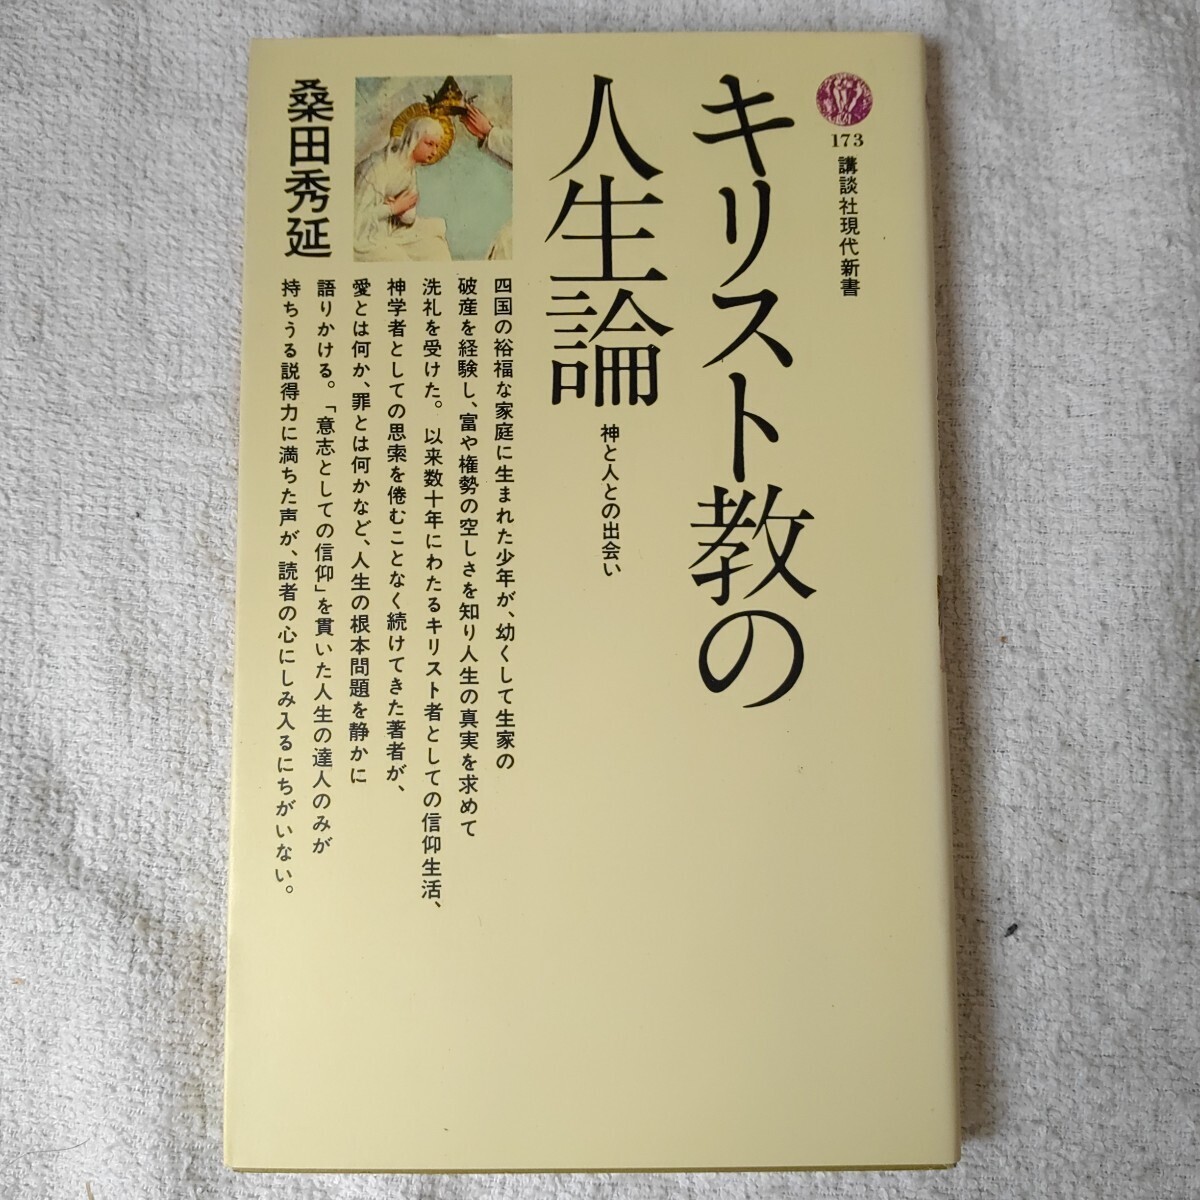 173
講談社現代新書
キリスト教の
人生論
神と人との出会い
桑田秀延
四国の裕福な家庭に生まれた少年が、幼くして生家の
破産を経験し、富や権勢の空しさを知り人生の真実を求めて
洗礼を受けた。以来数十年にわたるキリスト者としての信仰生活、
神学者としての思索を倦むことなく続けてきた著者が、
愛とは何か、罪とは何かなど、人生の根本問題を静かに
語りかける。「意志としての信仰」を貫いた人生の達人のみが
持ちうる説得力に満ちた声が、読者の心にしみ入るにちがいない。